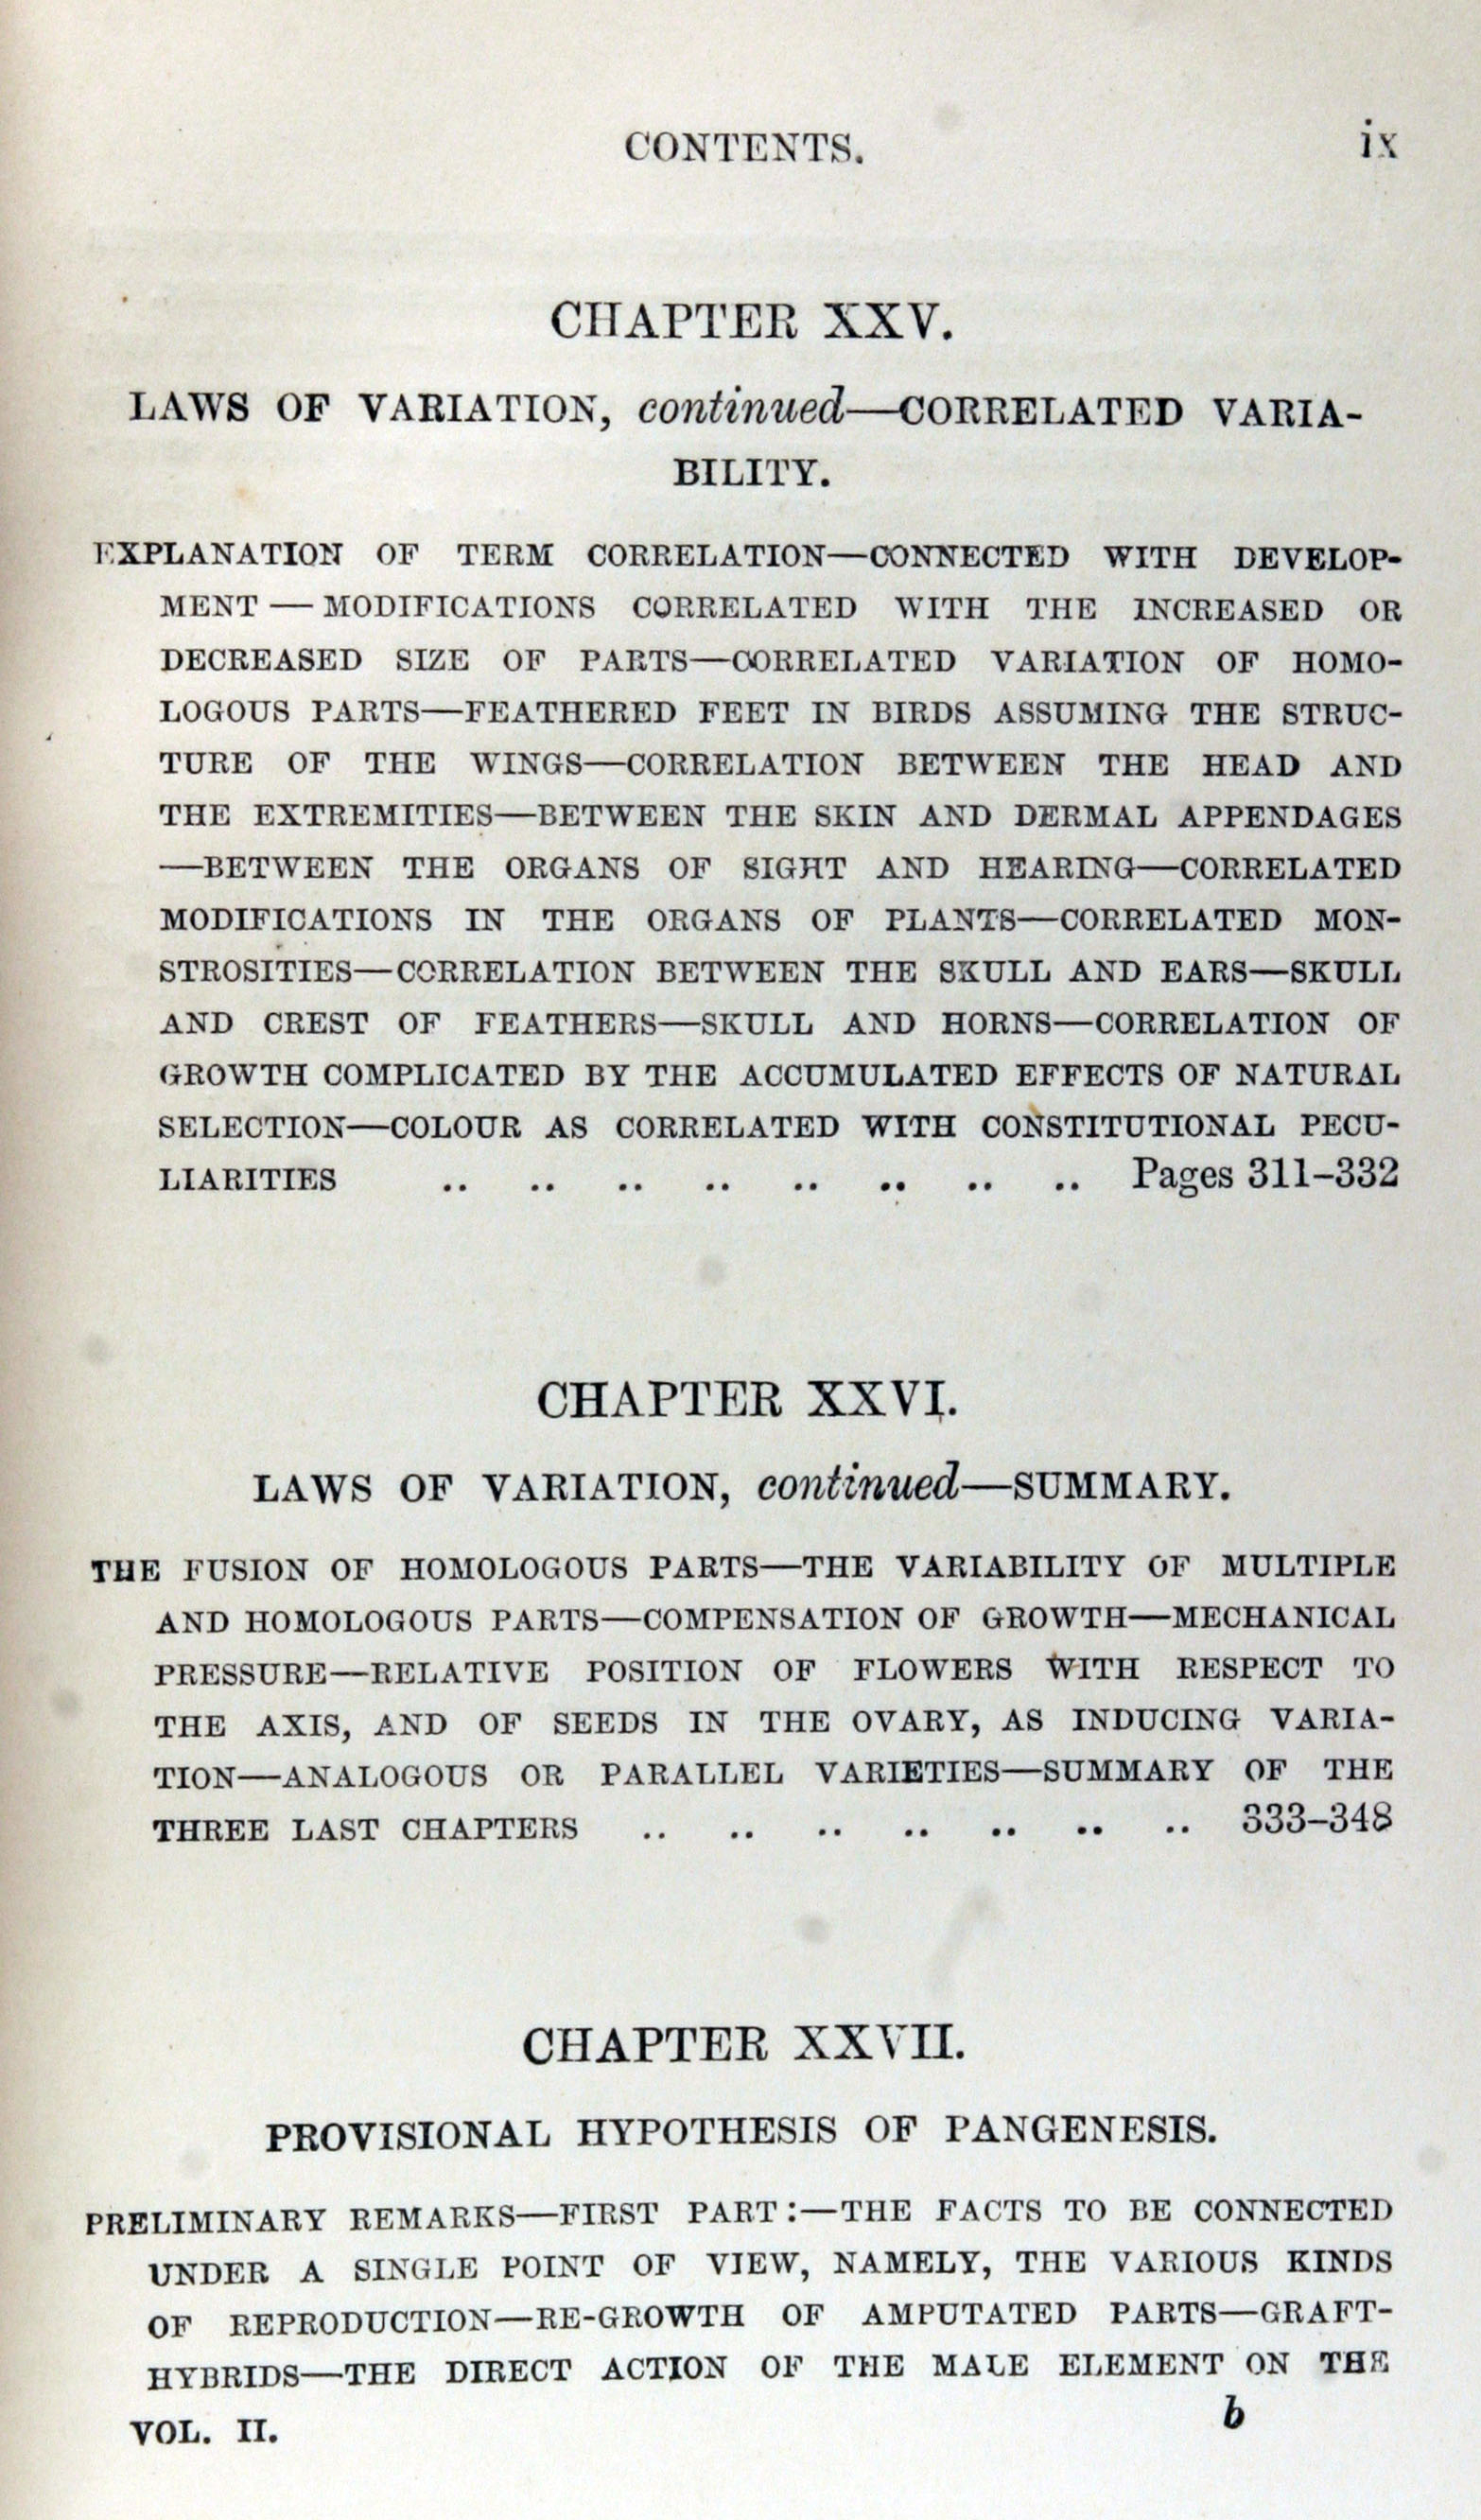 CONTENTS. ix
CHAPTER XXV.
LAWS OF VARIATION, continued—CORRELATED VARIA-
BILITY.
EXPLANATION OF TERM CORRELATION—CONNECTED WITH DEVELOP-
MENT — MODIFICATIONS CORRELATED WITH THE INCREASED OR
DECREASED SIZE OF PARTS—CORRELATED VARIATION OF HOMO-
LOGOUS PARTS—FEATHERED FEET IN BIRDS ASSUMING THE STRUC-
TURE OF THE WINGS—CORRELATION BETWEEN THE HEAD AND
THE EXTREMITIES—BETWEEN THE SKIN AND DERMAL APPENDAGES
—BETWEEN THE ORGANS OF SIGHT AND HEARING—CORRELATED
MODIFICATIONS IN THE ORGANS OF PLANTS—CORRELATED MON-
STROSITIES—CORRELATION BETWEEN THE SKULL AND EARS—SKULL
AND CREST OF FEATHERS—SKULL AND HORNS—CORRELATION OF
GROWTH COMPLICATED BY THE ACCUMULATED EFFECTS OF NATURAL
SELECTION—COLOUR AS CORRELATED WITH CONSTITUTIONAL PECU-
LIARITIES .. .. .. .. .. .. .. .. Pages 311–332
CHAPTER XXVI.
LAWS OF VARIATION, continued—SUMMARY.
THE FUSION OF HOMOLOGOUS PARTS—THE VARIABILITY OF MULTIPLE
AND HOMOLOGOUS PARTS—COMPENSATION OF GROWTH—MECHANICAL
PRESSURE—RELATIVE POSITION OF FLOWERS WITH RESPECT TO
THE AXIS, AND OF SEEDS IN THE OVARY, AS INDUCING VARIA-
TION—ANALOGOUS OR PARALLEL VARIETIES—SUMMARY OF THE
THREE LAST CHAPTERS .. .. .. .. .. .. .. 333–348
CHAPTER XXVII.
PROVISIONAL HYPOTHESIS OF PANGENESIS.
PRELIMINARY REMARKS—FIRST PART:—THE FACTS TO BE CONNECTED
UNDER A SINGLE POINT OF VIEW, NAMELY, THE VARIOUS KINDS
OF REPRODUCTION—RE-GROWTH OF AMPUTATED PARTS—GRAFT-
HYBRIDS—THE DIRECT ACTION OF THE MALE ELEMENT ON THE
VOL. II. b